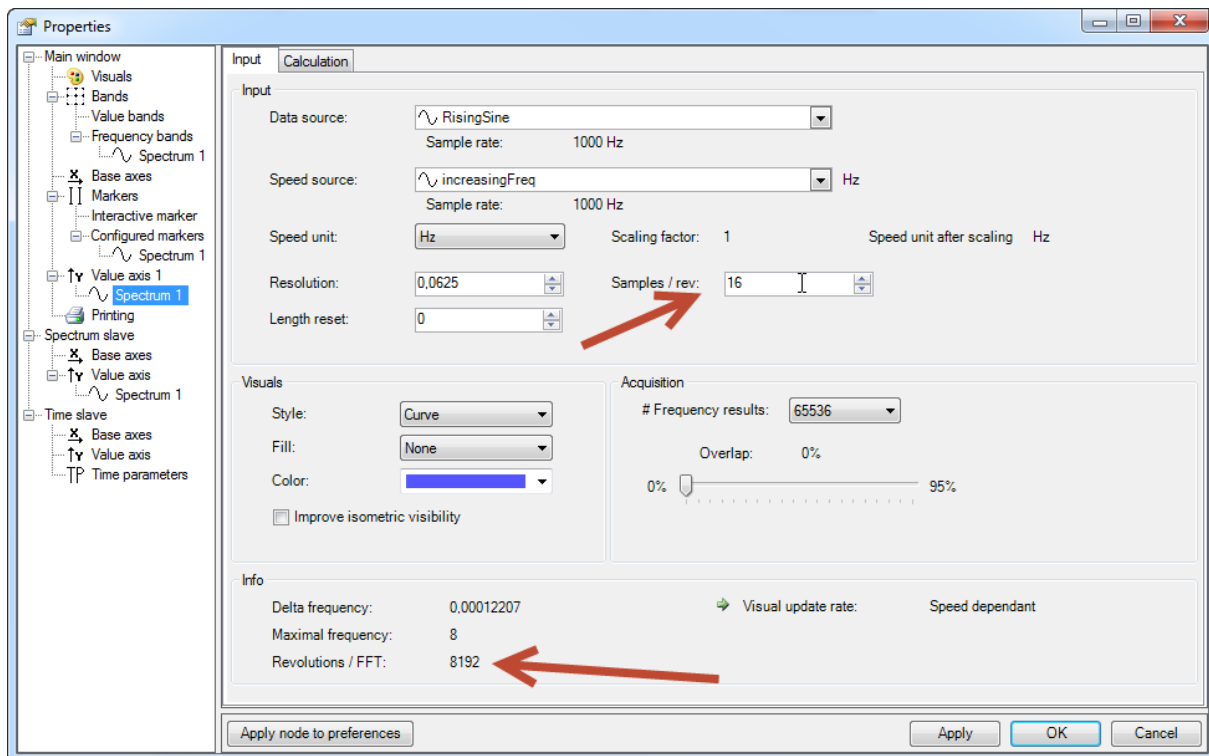 Properties
Main window
Visuals
Bands
Value bands
Frequency bands
Spectrum 1
Base axes
Markers
Interactive marker
Configured markers
Spectrum 1
Value axis 1
Spectrum 1
Printing
Spectrum slave
Base axes
Value axis
Spectrum 1
Time slave
Base axes
Value axis
Time parameters
Input Calculation
Input
Data source: RisingSine
Sample rate: 1000 Hz
Speed source: increasingFreq Hz
Sample rate: 1000 Hz
Speed unit: Hz Scaling factor: 1 Speed unit after scaling Hz
Resolution: 0,0625 Samples / rev: 16
Length reset: 0
Visuals
Style: Curve
Fill: None
Color:
Improve isometric visibility
Acquisition
# Frequency results: 65536
Overlap: 0%
0% 95%
Info
Delta frequency: 0,00012207 Visual update rate: Speed dependant
Maximal frequency: 8
Revolutions / FFT: 8192
Apply node to preferences Apply OK Cancel